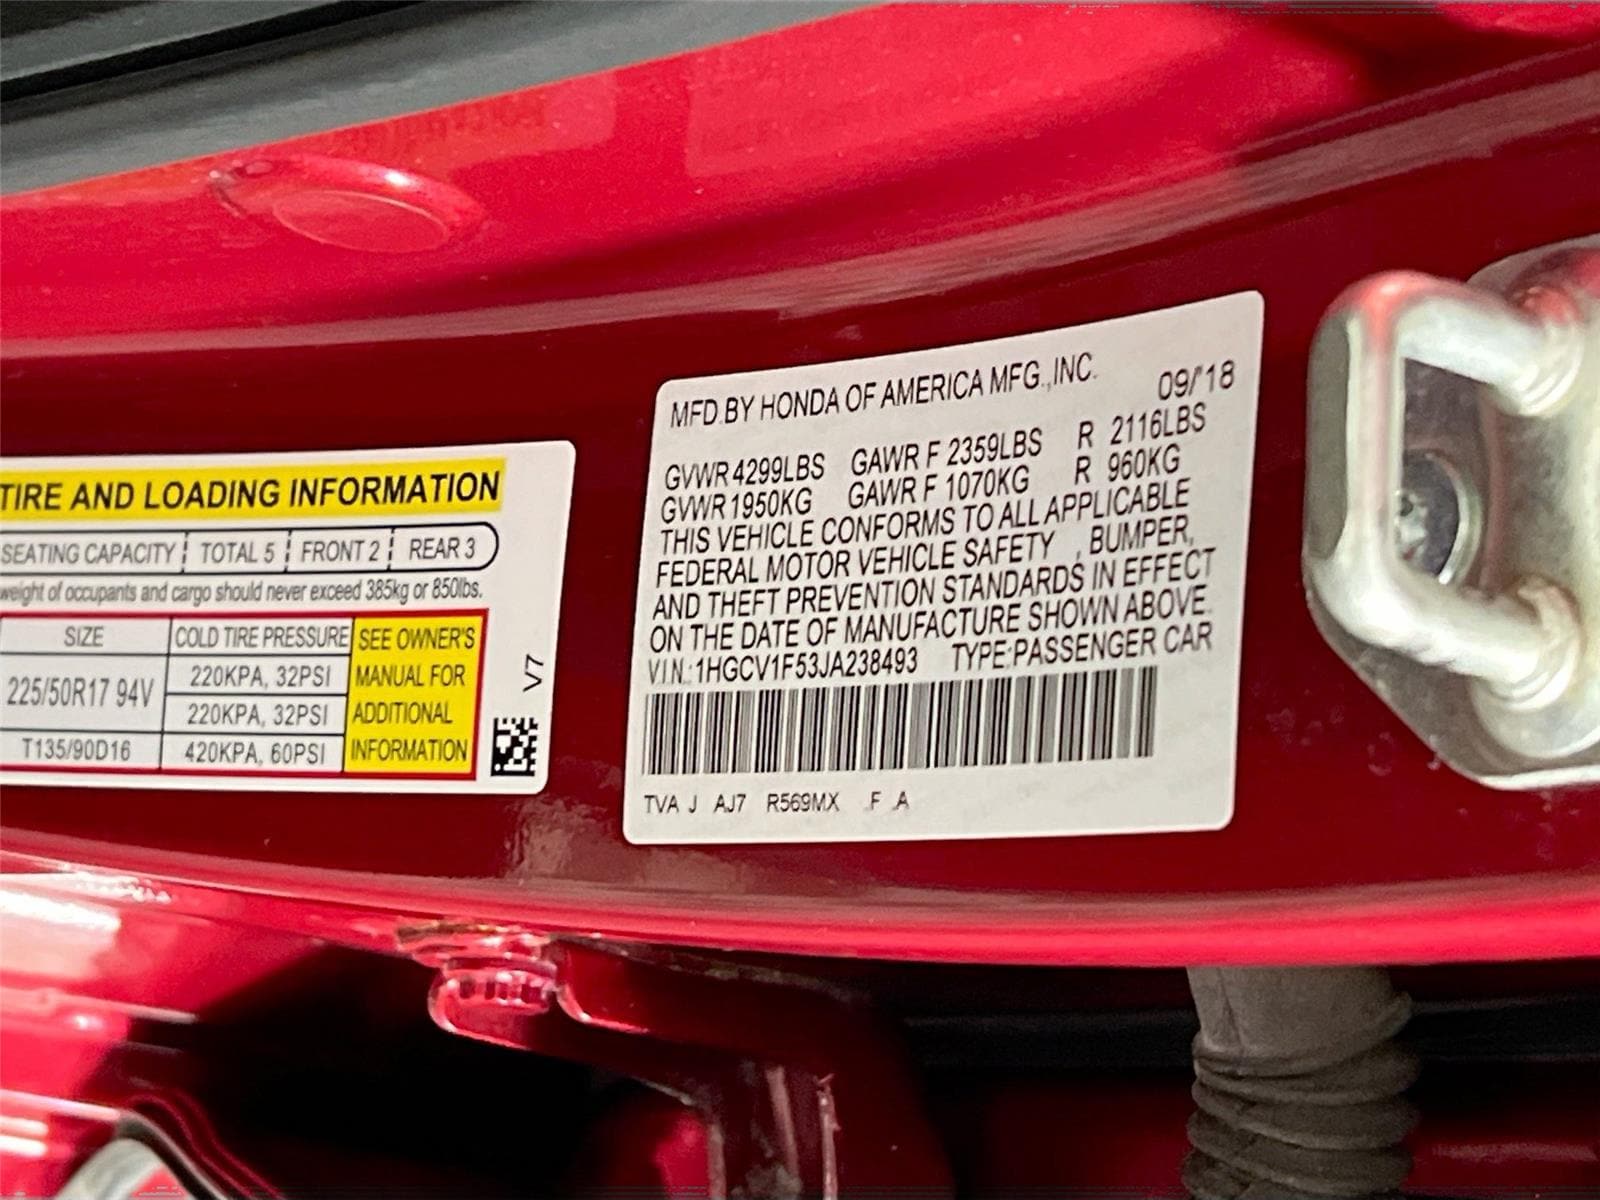 TIRE AND LOADING INFORMATION
SEATING CAPACITY TOTAL 5 FRONT 2 REAR 3
weight of occupants and cargo should never exceed 385kg or 850lbs.
SIZE COLD TIRE PRESSURE SEE OWNER'S
225/50R17 94V 220KPA, 32PSI MANUAL FOR
220KPA, 32PSI ADDITIONAL
T135/90D16 420KPA, 60PSI INFORMATION
V7
MFD.BY HONDA OF AMERICA MFG.,INC.
09/'18
GVWR 4299LBS GAWR F 2359LBS R 2116LBS
GVWR 1950KG GAWR F 1070KG R 960KG
THIS VEHICLE CONFORMS TO ALL APPLICABLE
FEDERAL MOTOR VEHICLE SAFETY , BUMPER,
AND THEFT PREVENTION STANDARDS IN EFFECT
ON THE DATE OF MANUFACTURE SHOWN ABOVE.
V.I.N.:1HGCV1F53JA238493 TYPE:PASSENGER CAR
TVA J AJ7 R569MX F A